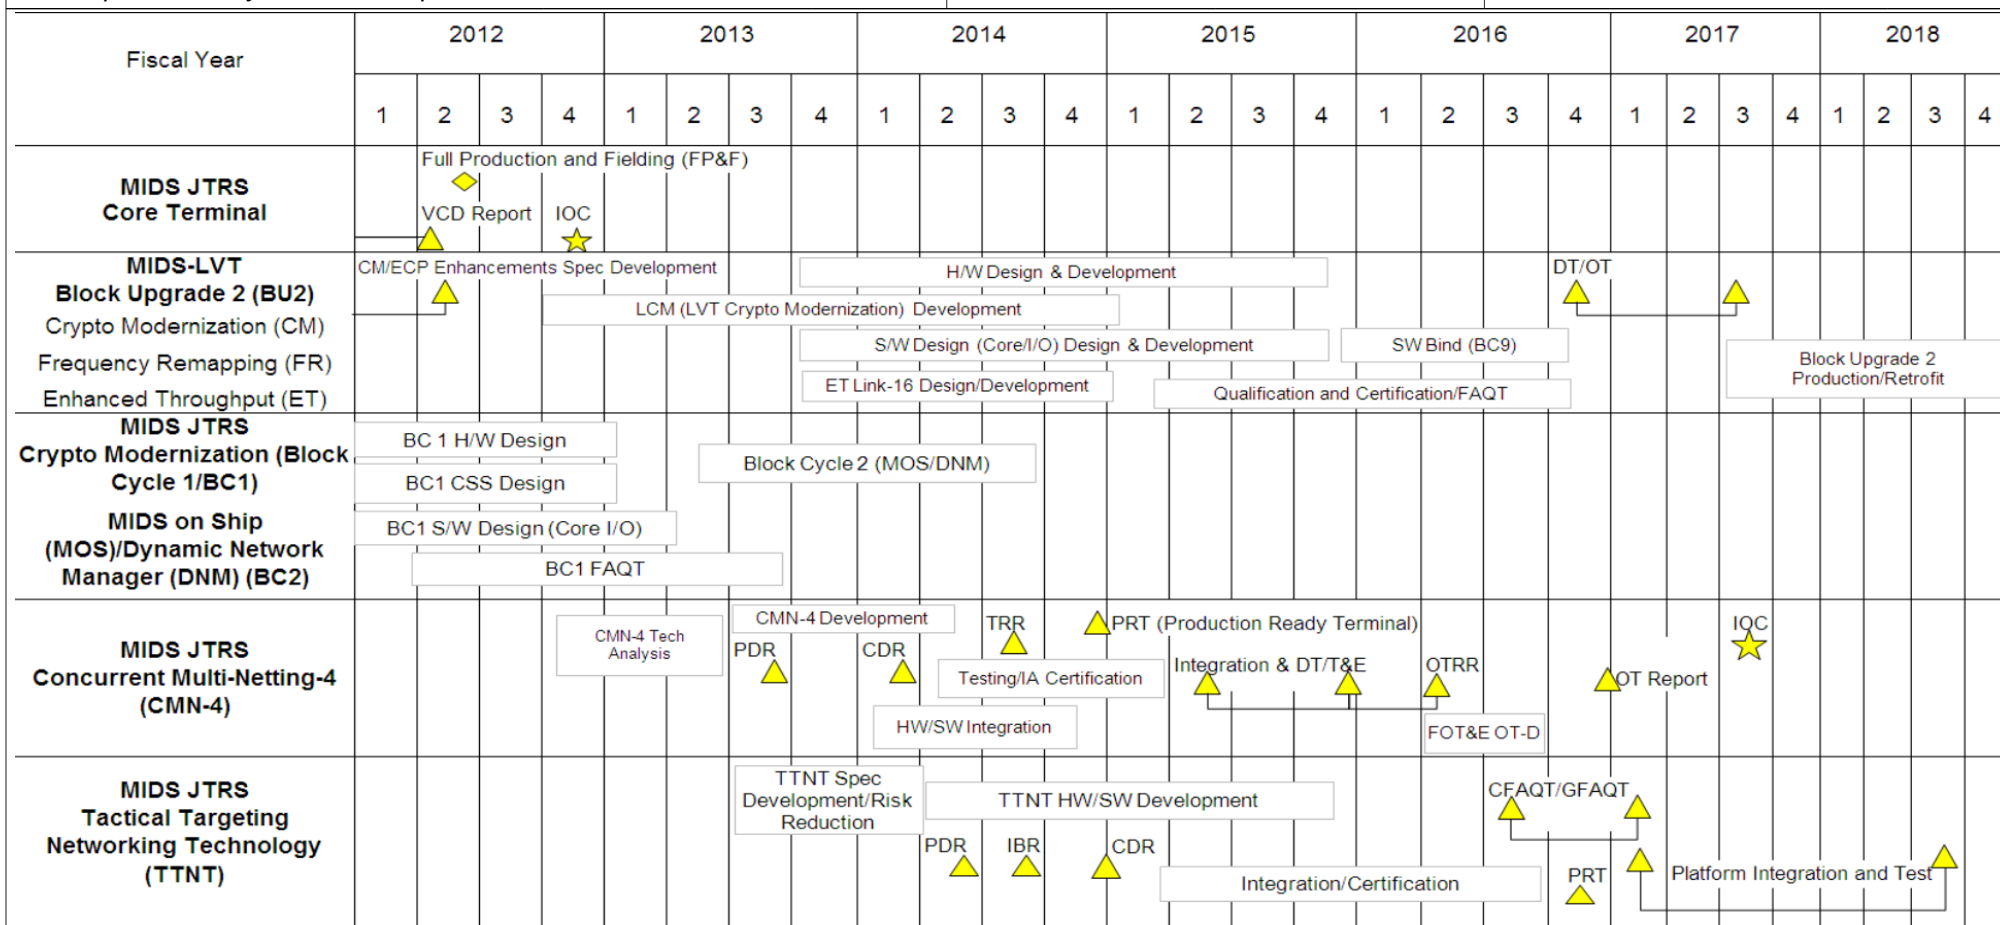 Fiscal Year
2012 2013 2014 2015 2016 2017 2018
1 2 3 4 1 2 3 4 1 2 3 4 1 2 3 4 1 2 3 4 1 2 3 4 1 2 3 4
MIDS JTRS
Core Terminal
Full Production and Fielding (FP&F)
VCD Report IOC
MIDS-LVT
Block Upgrade 2 (BU2)
Crypto Modernization (CM)
Frequency Remapping (FR)
Enhanced Throughput (ET)
CM/ECP Enhancements Spec Development
H/W Design & Development
DT/OT
LCM (LVT Crypto Modernization) Development
S/W Design (Core/I/O) Design & Development
SW Bind (BC9)
Block Upgrade 2
Production/Retrofit
ET Link-16 Design/Development
Qualification and Certification/FAQT
MIDS JTRS
Crypto Modernization (Block
Cycle 1/BC1)
MIDS on Ship
(MOS)/Dynamic Network
Manager (DNM) (BC2)
BC 1 H/W Design
Block Cycle 2 (MOS/DNM)
BC1 CSS Design
BC1 S/W Design (Core I/O)
BC1 FAQT
MIDS JTRS
Concurrent Multi-Netting-4
(CMN-4)
CMN-4 Tech
Analysis
CMN-4 Development
PDR
CDR
TRR
PRT (Production Ready Terminal)
IOC
Testing/IA Certification
Integration & DT/T&E
OTRR
OT Report
HW/SW Integration
FOT&E OT-D
MIDS JTRS
Tactical Targeting
Networking Technology
(TTNT)
TTNT Spec
Development/Risk
Reduction
TTNT HW/SW Development
CFAQT/GFAQT
PDR
IBR
CDR
Integration/Certification
PRT
Platform Integration and Test